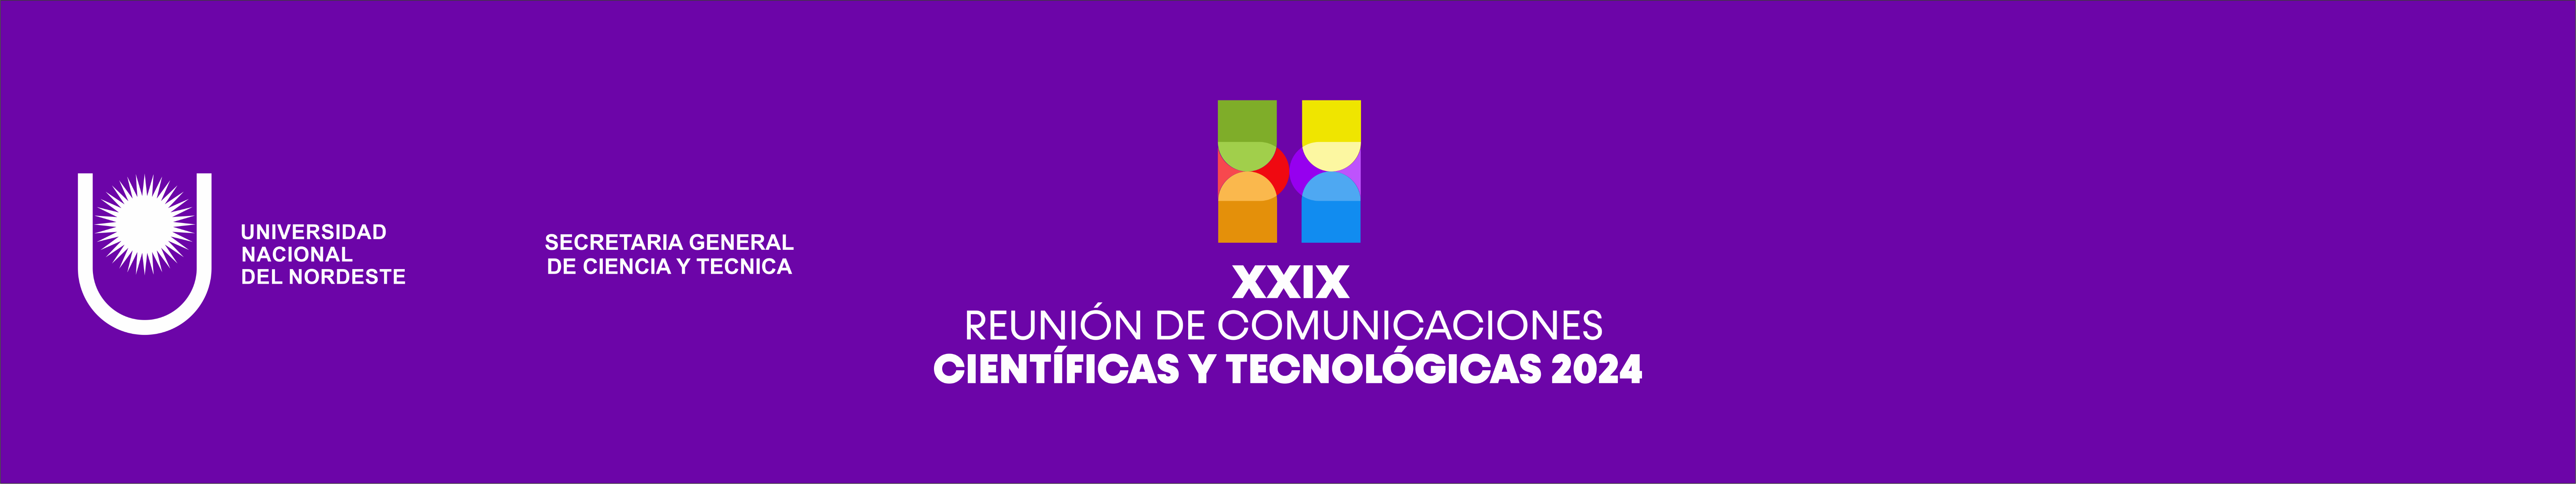 UNIVERSIDAD
NACIONAL
DEL NORDESTE
SECRETARIA GENERAL
DE CIENCIA Y TECNICA
XXIX
REUNIÓN DE COMUNICACIONES
CIENTÍFICAS Y TECNOLÓGICAS 2024